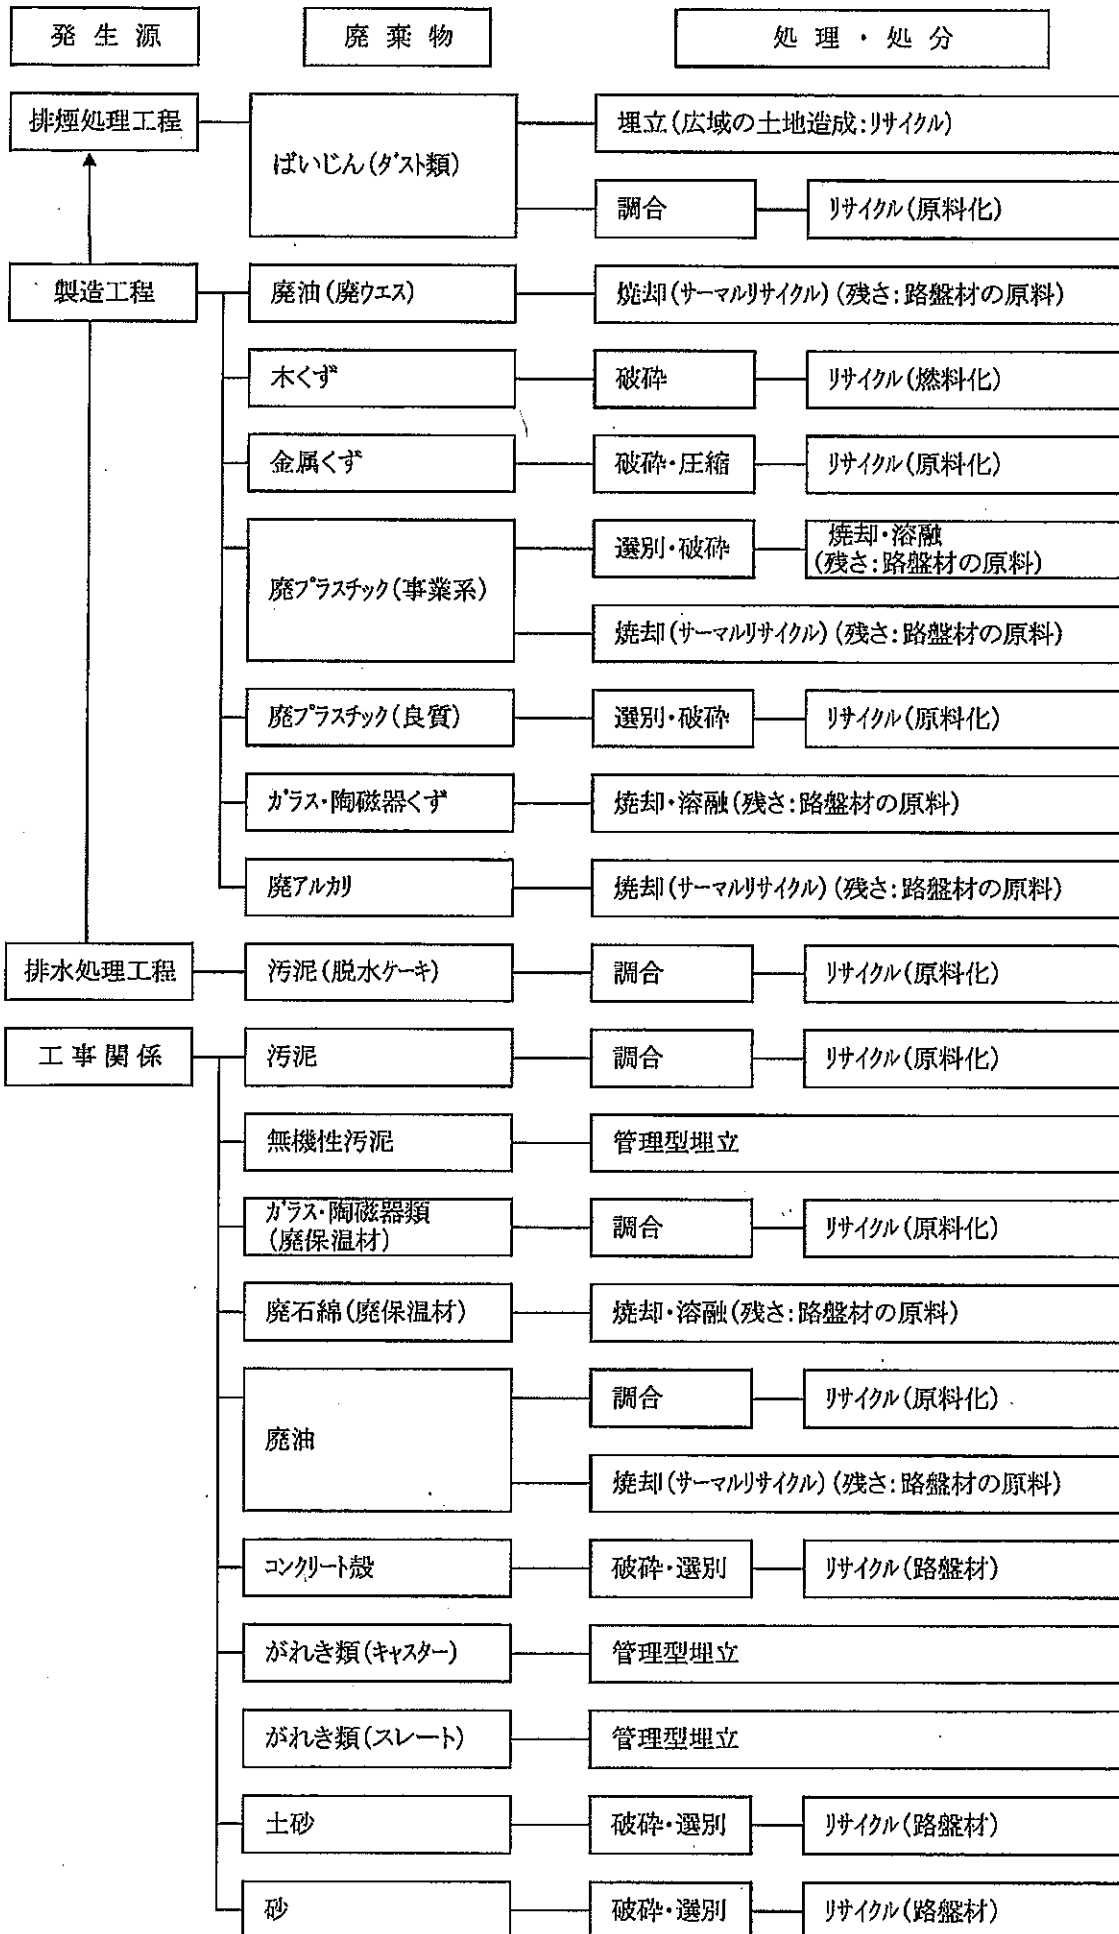 発生源 廃棄物 処理・処分
排煙処理工程 ばいじん(ダスト類) 埋立(広域の土地造成:リサイクル)
調合 リサイクル(原料化)
製造工程 廃油(廃ウエス) 焼却(サーマルリサイクル)(残さ:路盤材の原料)
木くず 破砕 リサイクル(燃料化)
金属くず 破砕・圧縮 リサイクル(原料化)
廃プラスチック(事業系) 選別・破砕 焼却・溶融
(残さ:路盤材の原料)
焼却(サーマルリサイクル)(残さ:路盤材の原料)
廃プラスチック(良質) 選別・破砕 リサイクル(原料化)
ガラス・陶磁器くず 焼却・溶融(残さ:路盤材の原料)
廃アルカリ 焼却(サーマルリサイクル)(残さ:路盤材の原料)
排水処理工程 汚泥(脱水ケーキ) 調合 リサイクル(原料化)
工事関係 汚泥 調合 リサイクル(原料化)
無機性汚泥 管理型埋立
ガラス・陶磁器類
(廃保温材) 調合 リサイクル(原料化)
廃石綿(廃保温材) 焼却・溶融(残さ:路盤材の原料)
廃油 調合 リサイクル(原料化)
焼却(サーマルリサイクル)(残さ:路盤材の原料)
コンクリート殻 破砕・選別 リサイクル(路盤材)
がれき類(キャスター) 管理型埋立
がれき類(スレート) 管理型埋立
土砂 破砕・選別 リサイクル(路盤材)
砂 破砕・選別 リサイクル(路盤材)